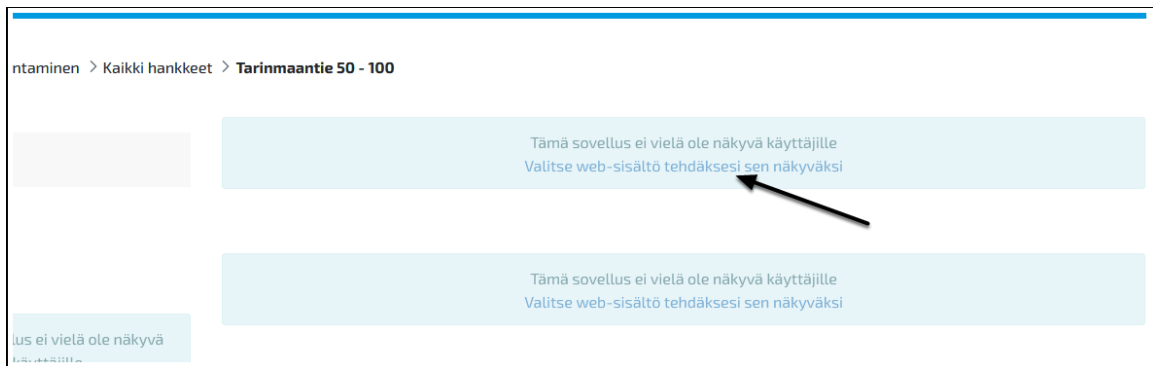 ntaminen > Kaikki hankkeet > Tarinmaantie 50 - 100
Tämä sovellus ei vielä ole näkyvä käyttäjille
Valitse web-sisältö tehdäksesi sen näkyväksi
Tämä sovellus ei vielä ole näkyvä käyttäjille
Valitse web-sisältö tehdäksesi sen näkyväksi
lus ei vielä ole näkyvä
käyttäjille